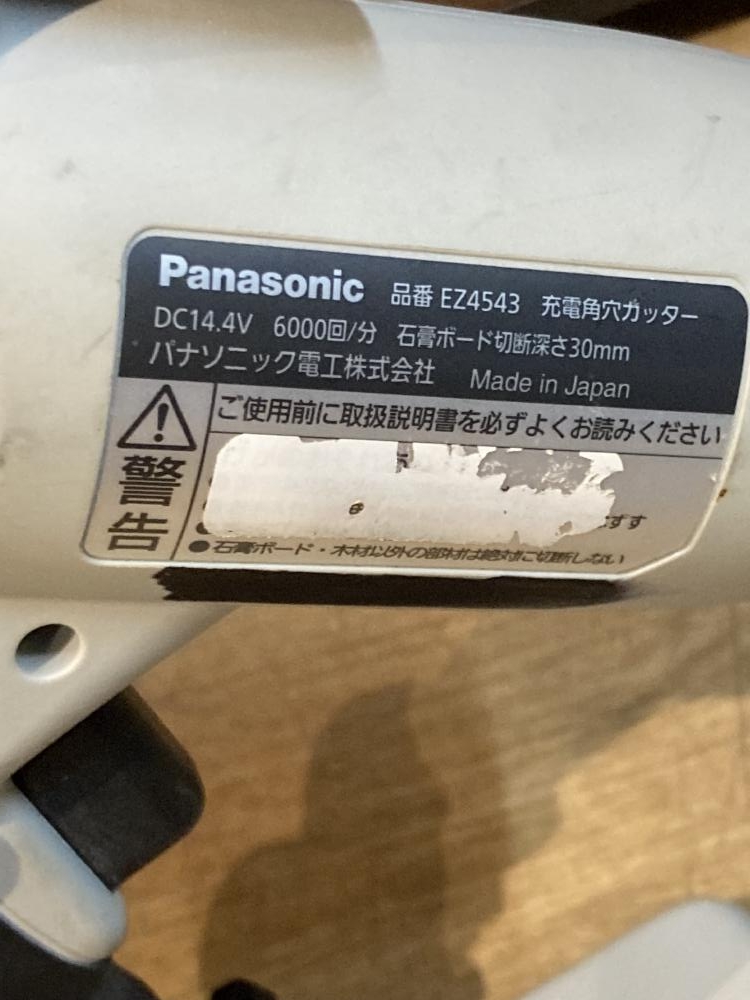 Panasonic 品番 EZ4543 充電角穴カッター
DC14.4V 6000回/分 石膏ボード切断深さ30mm
パナソニック電工株式会社 Made in Japan
警告
ご使用前に取扱説明書を必ずよくお読みください
はずす
●石膏ボード・木材以外の部材は絶対に切断しない